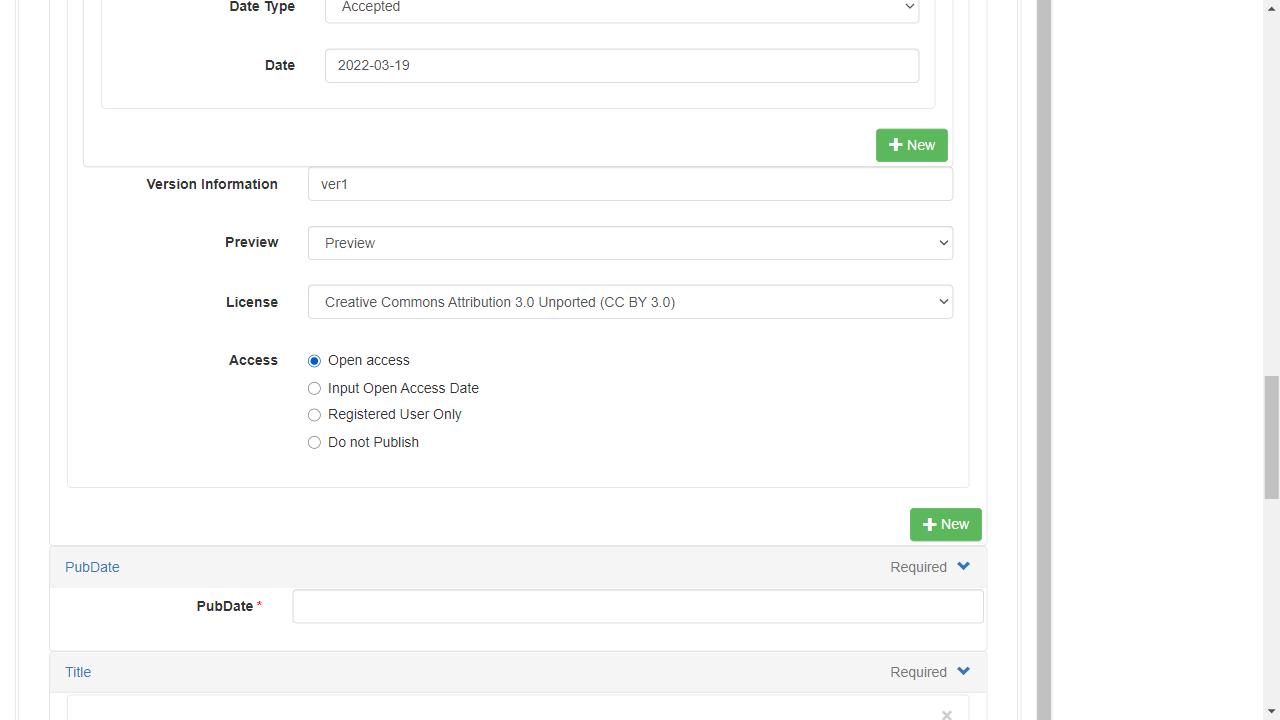 Date Type Accepted
Date 2022-03-19
New
Version Information ver1
Preview Preview
License Creative Commons Attribution 3.0 Unported (CC BY 3.0)
Access Open access
Input Open Access Date
Registered User Only
Do not Publish
New
PubDate Required
PubDate *
Title Required